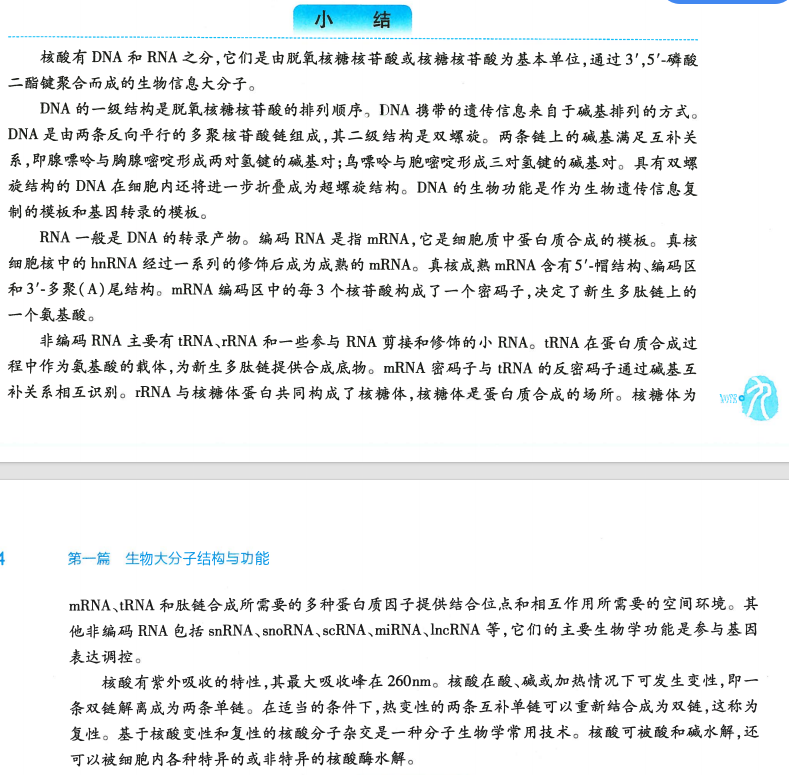 小 结
核酸有 DNA 和 RNA 之分,它们是由脱氧核糖核苷酸或核糖核苷酸为基本单位,通过 3′,5′-磷酸
二酯键聚合而成的生物信息大分子。
DNA 的一级结构是脱氧核糖核苷酸的排列顺序。DNA 携带的遗传信息来自于碱基排列的方式。
DNA 是由两条反向平行的多聚核苷酸链组成,其二级结构是双螺旋。两条链上的碱基满足互补关
系,即腺嘌呤与胸腺嘧啶形成两对氢键的碱基对;鸟嘌呤与胞嘧啶形成三对氢键的碱基对。具有双螺
旋结构的 DNA 在细胞内还将进一步折叠成为超螺旋结构。DNA 的生物功能是作为生物遗传信息复
制的模板和基因转录的模板。
RNA 一般是 DNA 的转录产物。编码 RNA 是指 mRNA,它是细胞质中蛋白质合成的模板。真核
细胞核中的 hnRNA 经过一系列的修饰后成为成熟的 mRNA。真核成熟 mRNA 含有 5′-帽结构、编码区
和 3′-多聚(A)尾结构。mRNA 编码区中的每 3 个核苷酸构成了一个密码子,决定了新生多肽链上的
一个氨基酸。
非编码 RNA 主要有 tRNA、rRNA 和一些参与 RNA 剪接和修饰的小 RNA。tRNA 在蛋白质合成过
程中作为氨基酸的载体,为新生多肽链提供合成底物。mRNA 密码子与 tRNA 的反密码子通过碱基互
补关系相互识别。rRNA 与核糖体蛋白共同构成了核糖体,核糖体是蛋白质合成的场所。核糖体为
4 第一篇 生物大分子结构与功能
mRNA、tRNA 和肽链合成所需要的多种蛋白质因子提供结合位点和相互作用所需要的空间环境。其
他非编码 RNA 包括 snRNA、snoRNA、scRNA、miRNA、lncRNA 等,它们的主要生物学功能是参与基因
表达调控。
核酸有紫外吸收的特性,其最大吸收峰在 260nm。核酸在酸、碱或加热情况下可发生变性,即一
条双链解离成为两条单链。在适当的条件下,热变性的两条互补单链可以重新结合成为双链,这称为
复性。基于核酸变性和复性的核酸分子杂交是一种分子生物学常用技术。核酸可被酸和碱水解,还
可以被细胞内各种特异的或非特异的核酸酶水解。